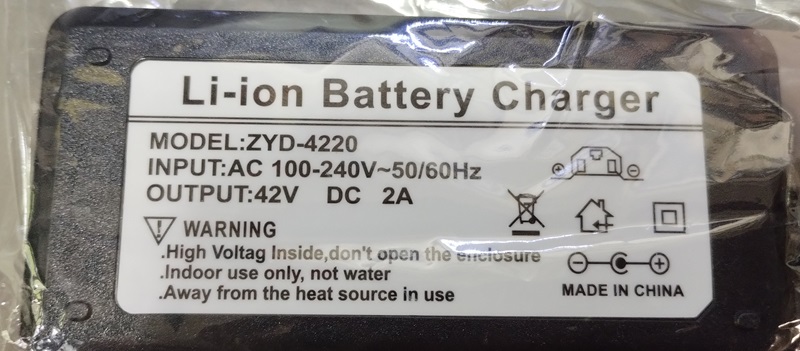 Li-ion Battery Charger
MODEL:ZYD-4220
INPUT:AC 100-240V~50/60Hz
OUTPUT:42V DC 2A
WARNING
.High Voltag Inside,don't open the enclosure
.Indoor use only, not water
.Away from the heat source in use
MADE IN CHINA